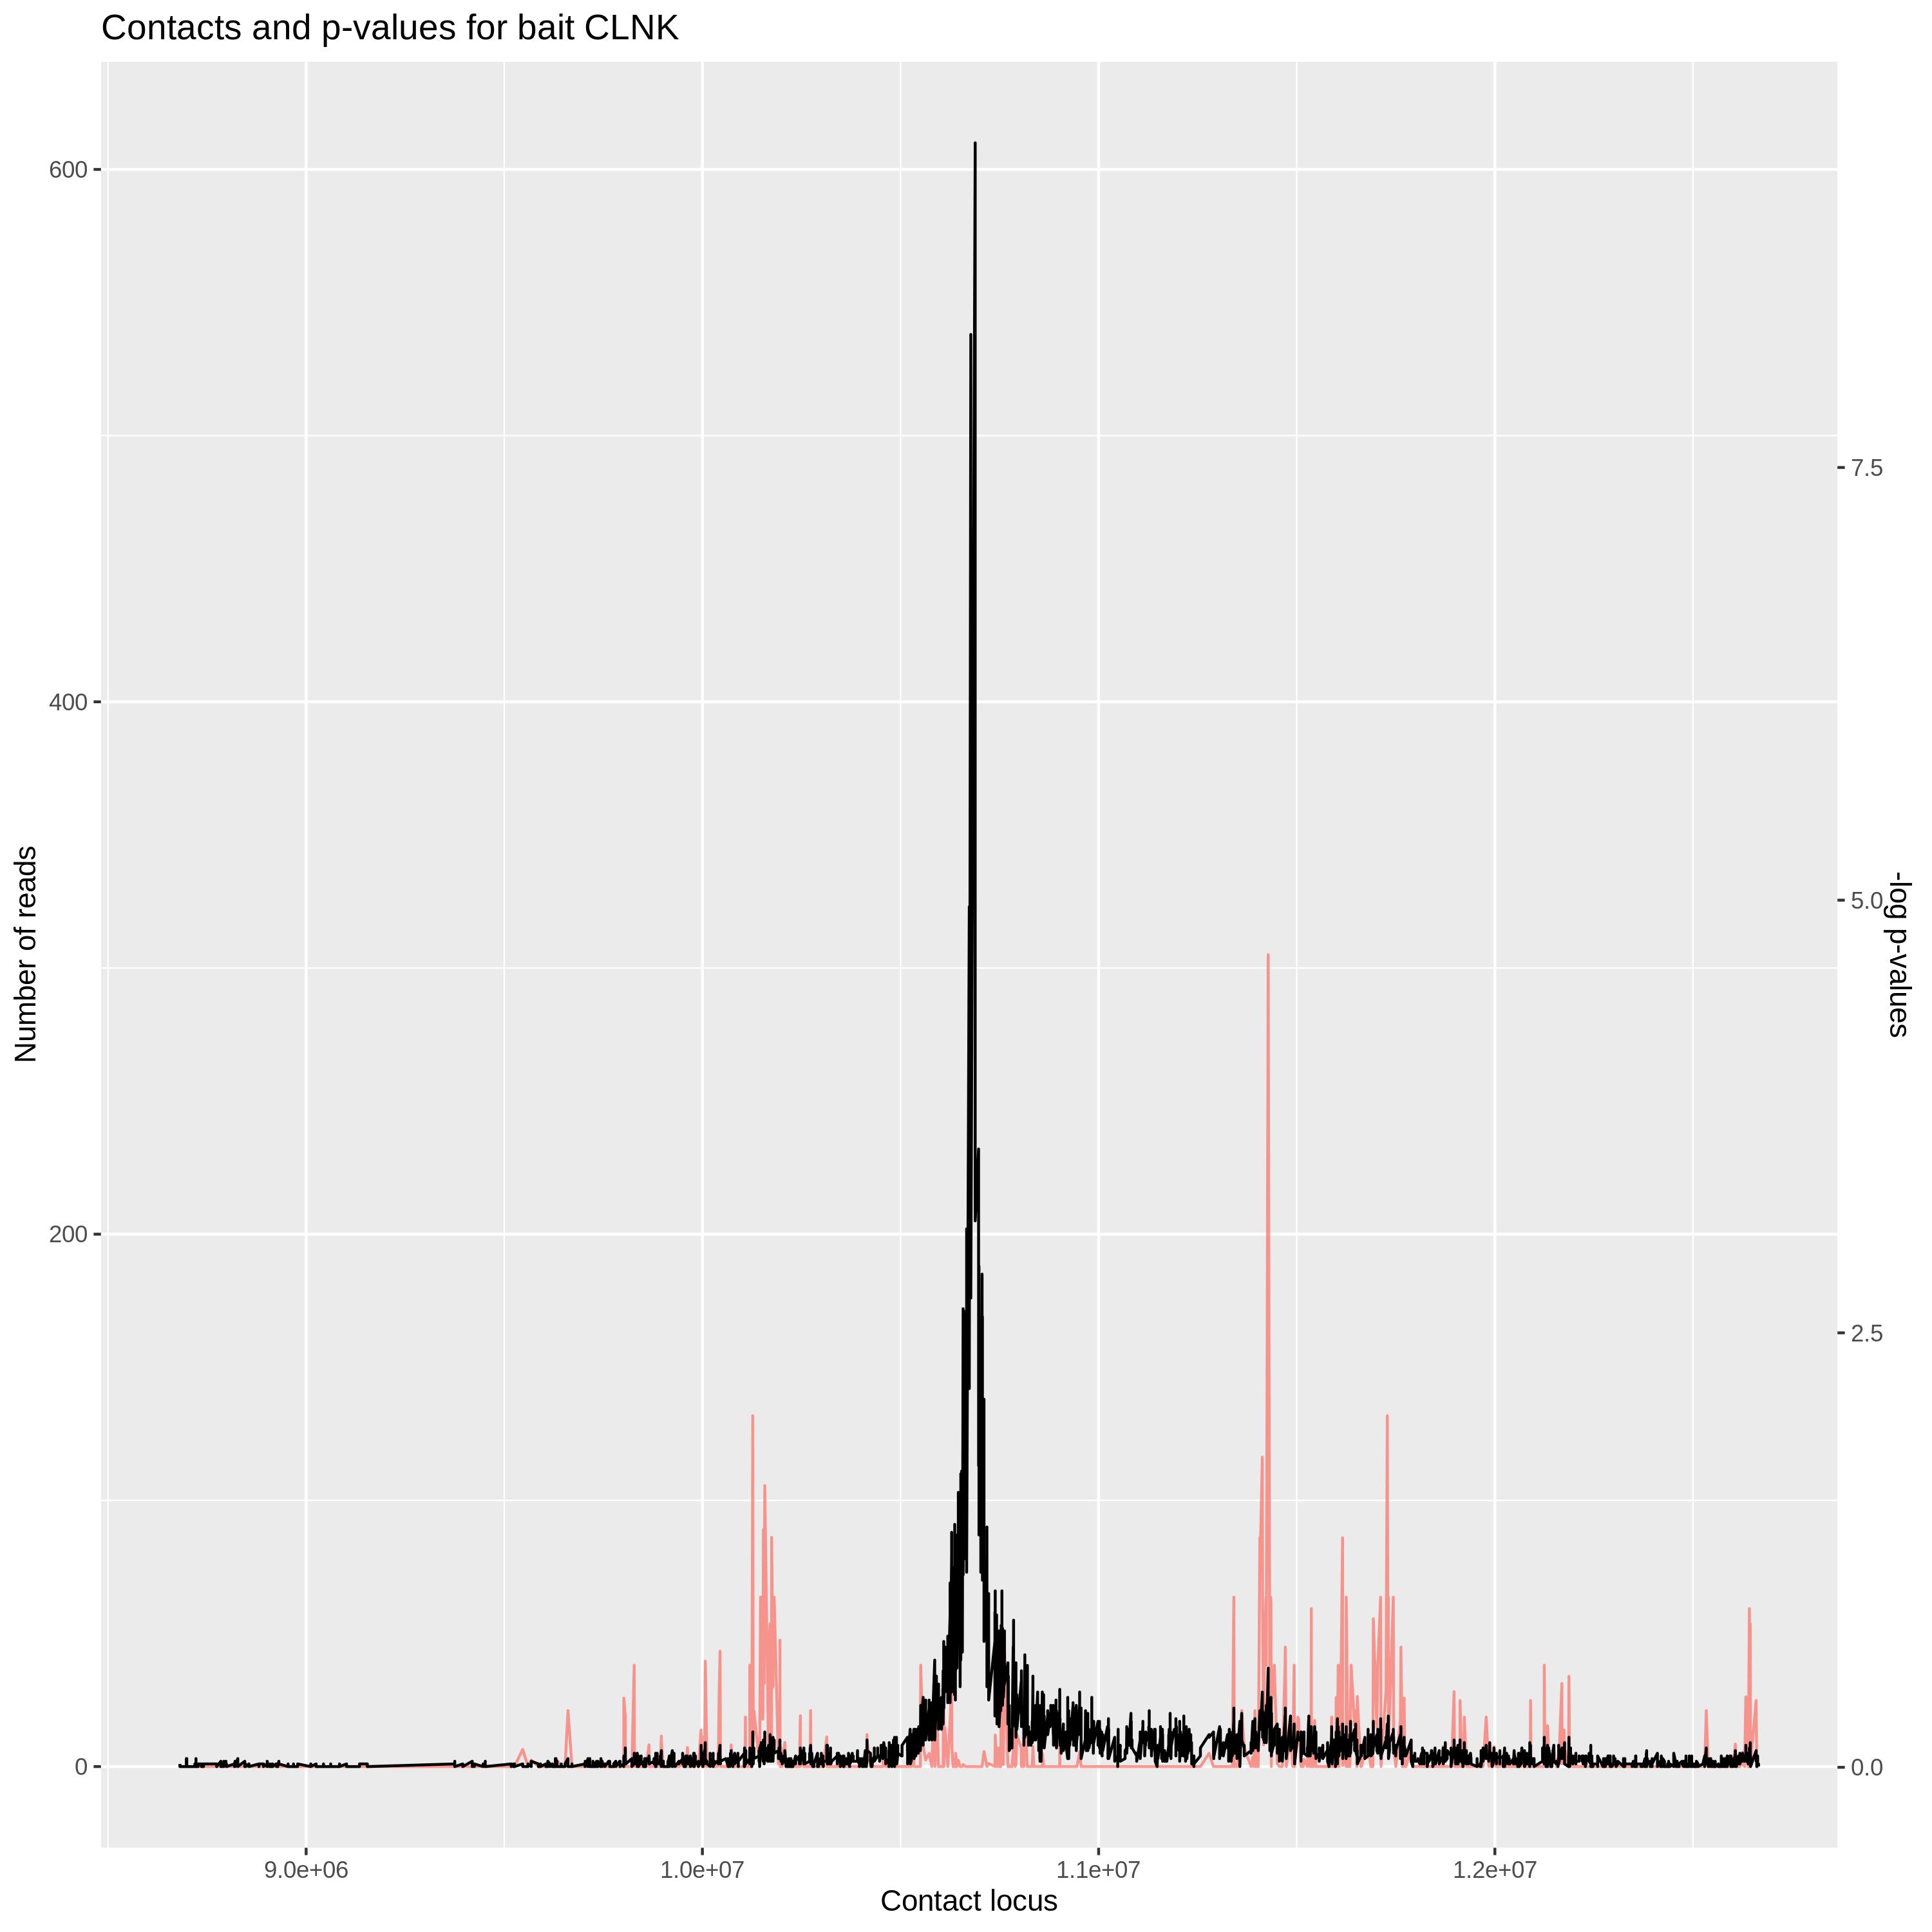 Contacts and p-values for bait CLNK
600
400
200
0
Number of reads
7.5
5.0
2.5
0.0
-log p-values
9.0e+06
1.0e+07
1.1e+07
1.2e+07
Contact locus